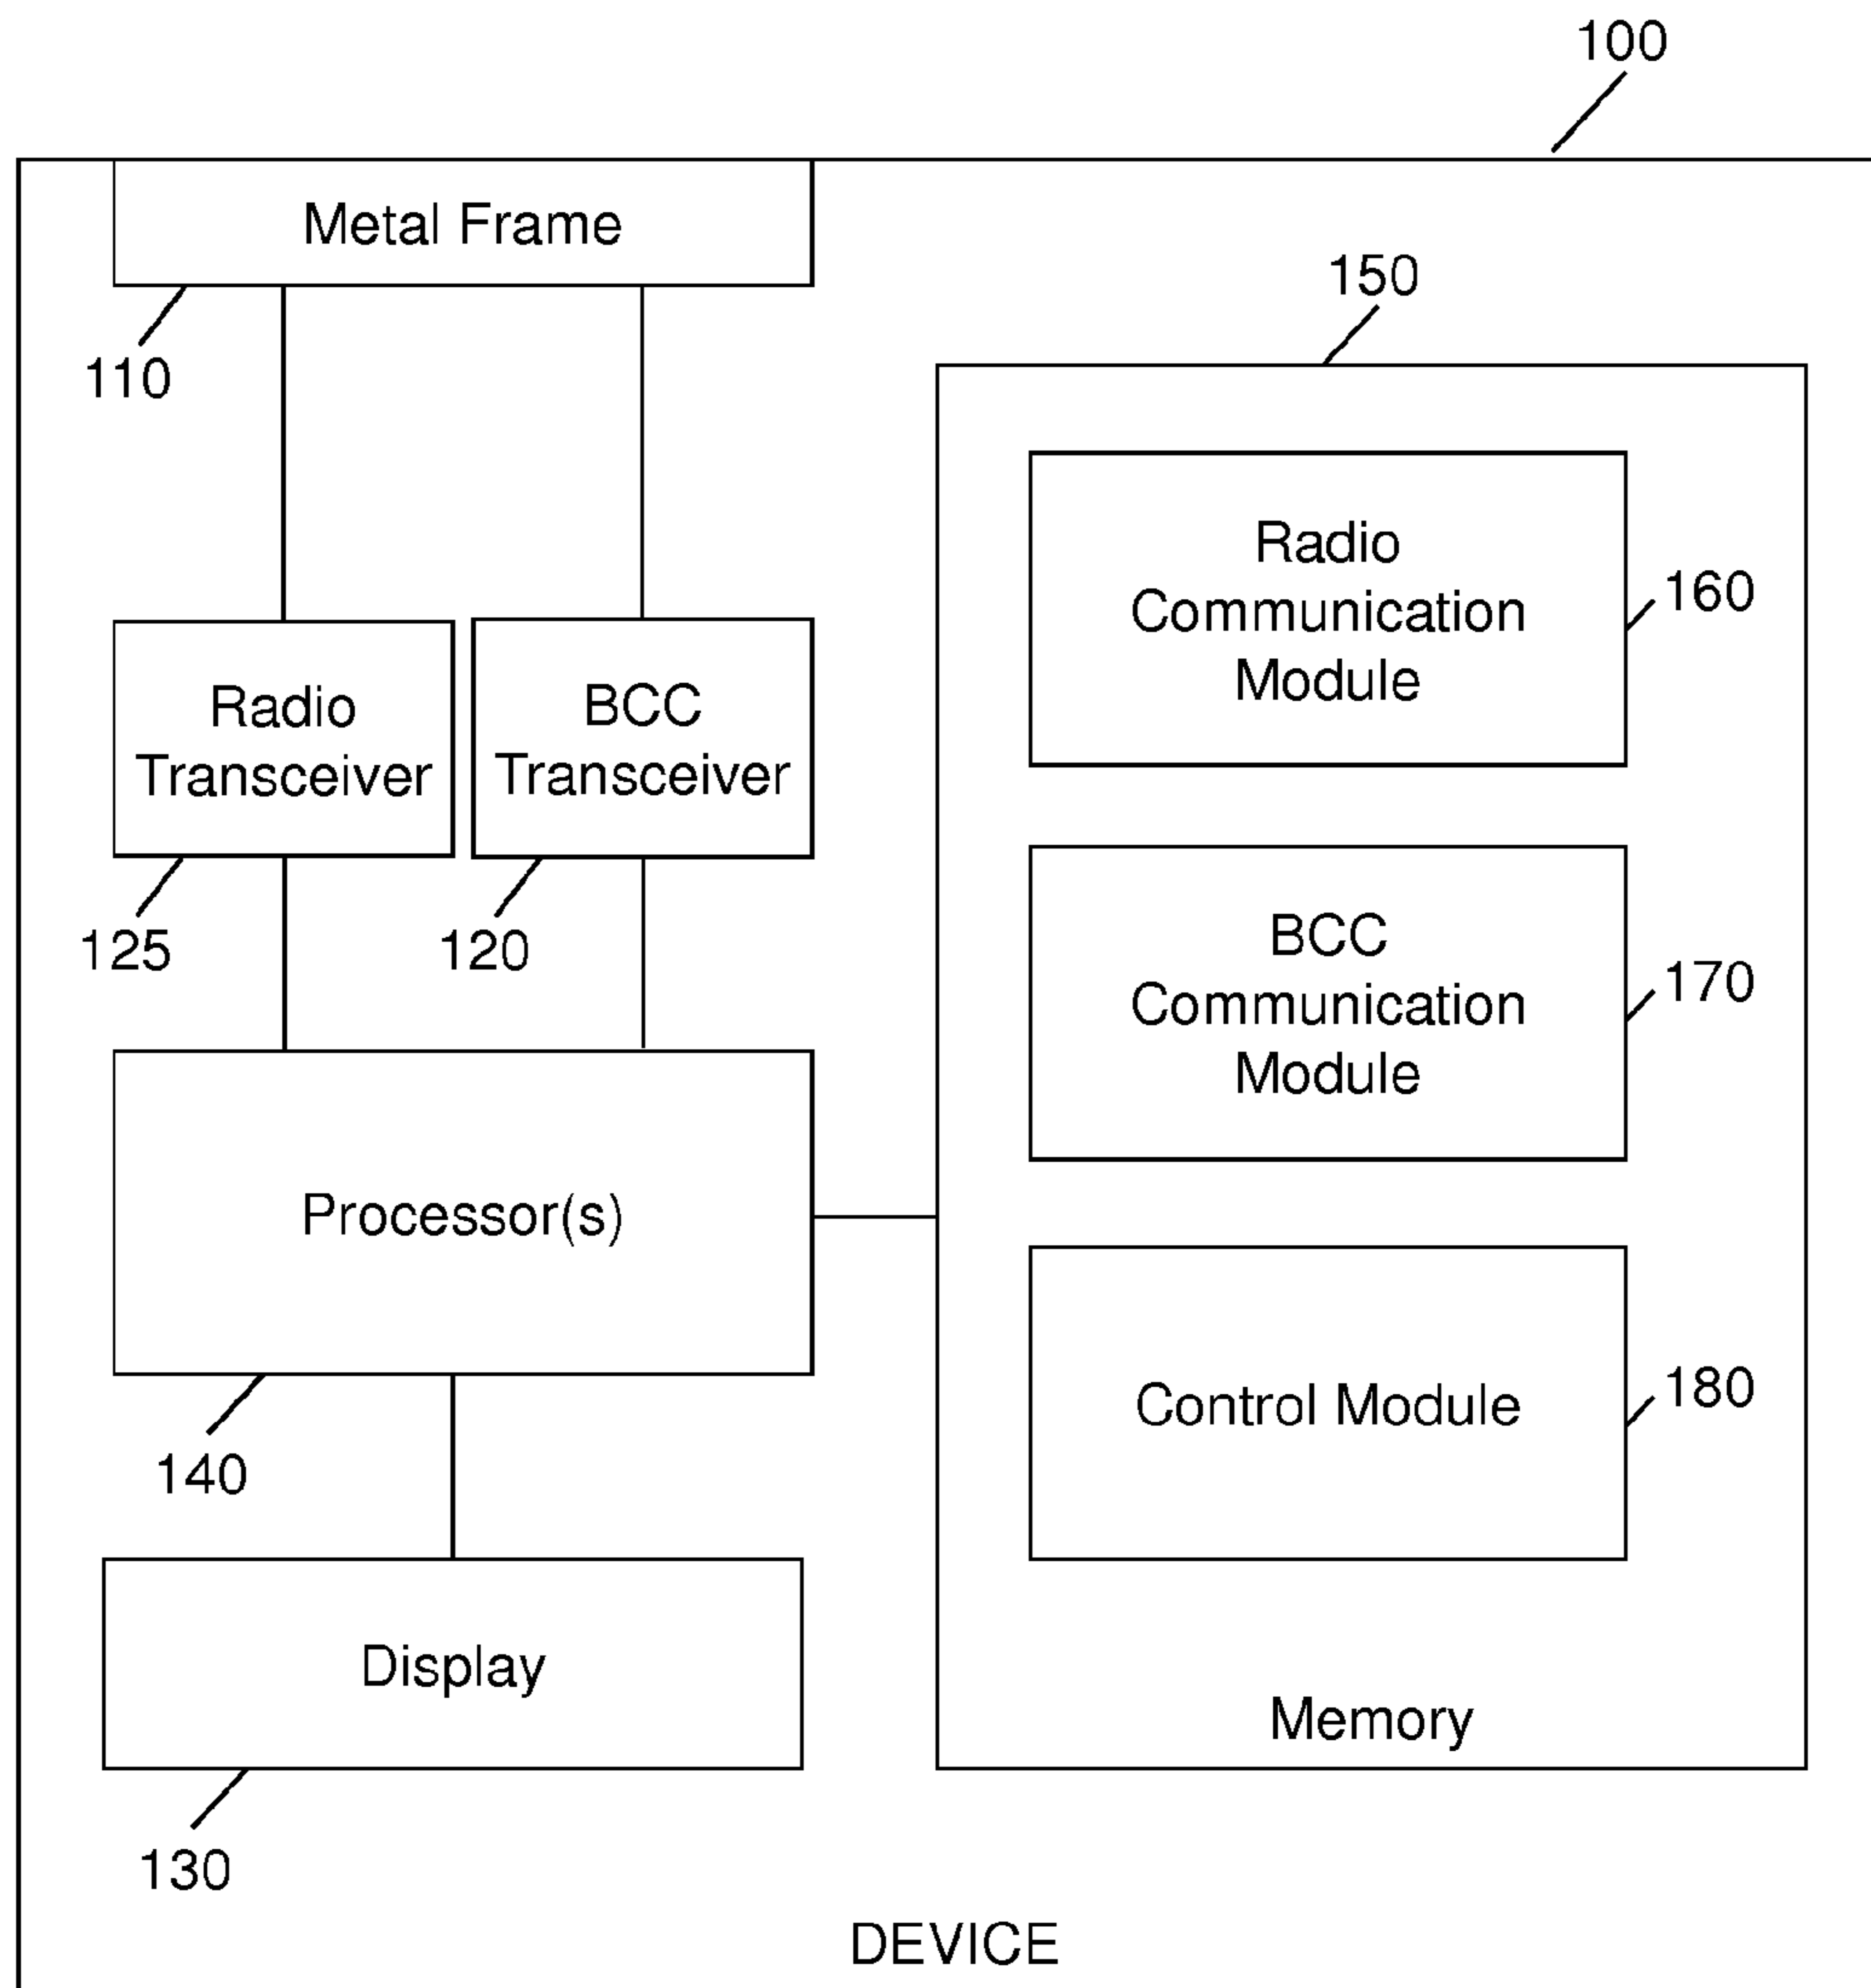 100
Metal Frame
110
150
Radio
Communication
Module
160
Radio
Transceiver
125
BCC
Transceiver
120
BCC
Communication
Module
170
Processor(s)
140
Control Module
180
Display
130
Memory
DEVICE